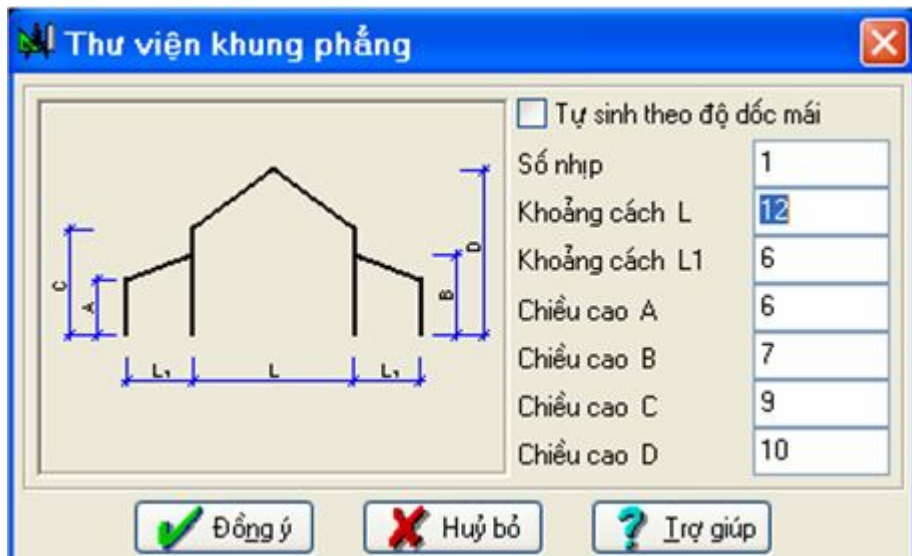 Thư viện khung phẳng
Tự sinh theo độ dốc mái
Số nhịp 1
Khoảng cách L 12
Khoảng cách L1 6
Chiều cao A 6
Chiều cao B 7
Chiều cao C 9
Chiều cao D 10
C
A
B
D
L₁ L L₁
Đồng ý Huỷ bỏ Trợ giúp